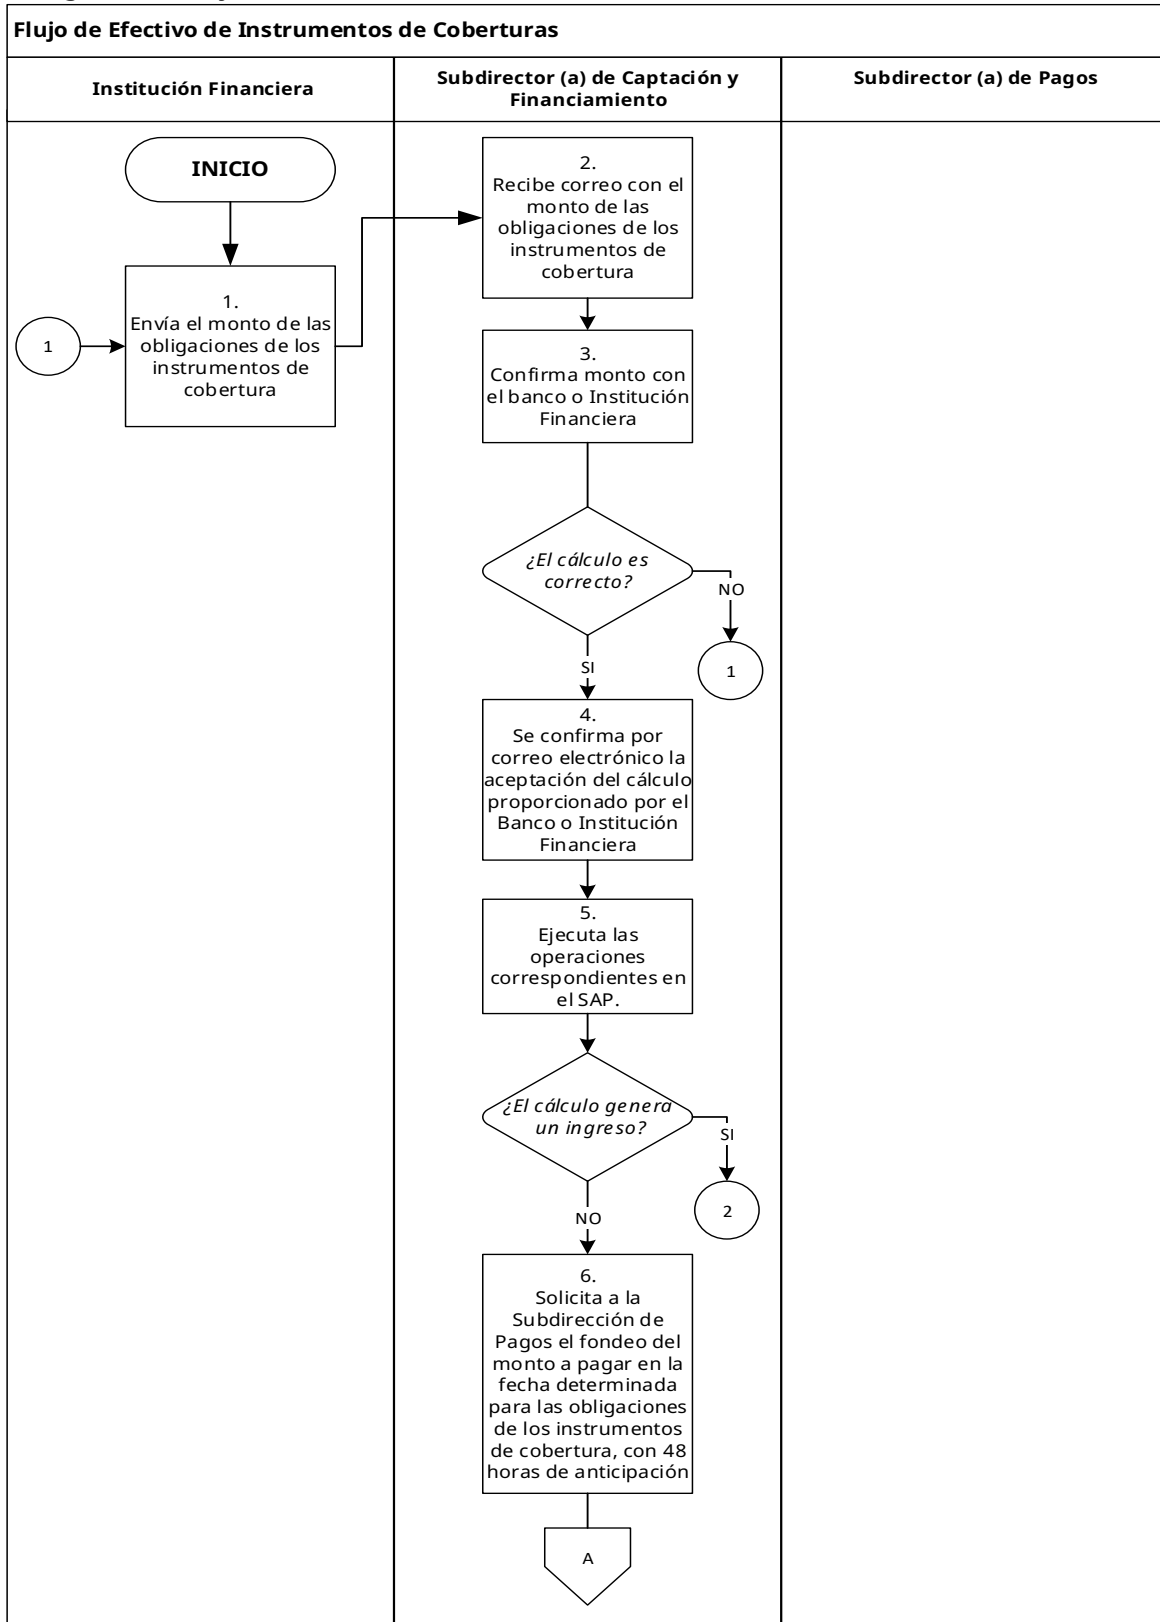 Flujo de Efectivo de Instrumentos de Coberturas
Institución Financiera
Subdirector (a) de Captación y
Financiamiento
Subdirector (a) de Pagos
INICIO
1.
Envía el monto de las
obligaciones de los
instrumentos de
cobertura
1
2.
Recibe correo con el
monto de las
obligaciones de los
instrumentos de
cobertura
3.
Confirma monto con
el banco o Institución
Financiera
¿El cálculo es
correcto?
NO
1
SI
4.
Se confirma por
correo electrónico la
aceptación del cálculo
proporcionado por el
Banco o Institución
Financiera
5.
Ejecuta las
operaciones
correspondientes en
el SAP.
¿El cálculo genera
un ingreso?
SI
2
NO
6.
Solicita a la
Subdirección de
Pagos el fondeo del
monto a pagar en la
fecha determinada
para las obligaciones
de los instrumentos
de cobertura, con 48
horas de anticipación
A